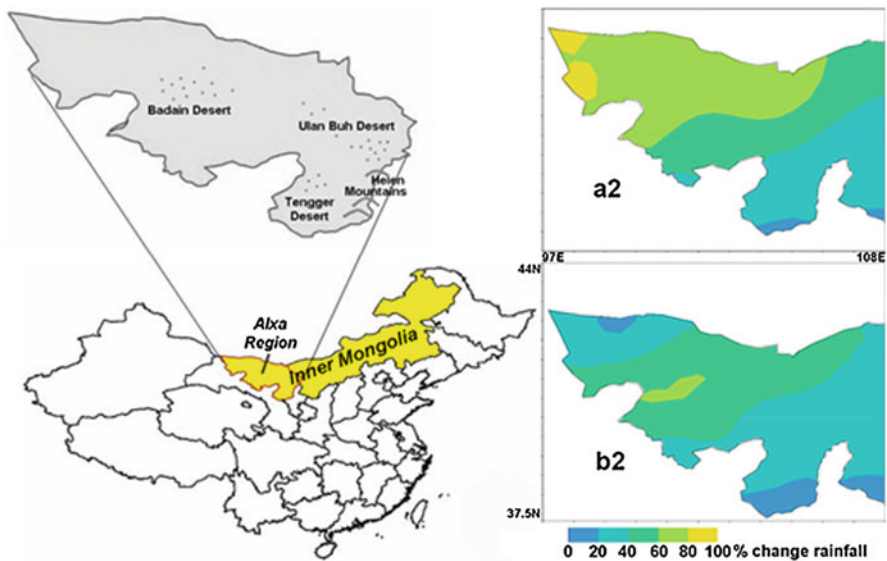 Badain Desert
Ulan Buh Desert
Helen
Mountains
Tengger
Desert
Alxa
Region
Inner Mongolia
a2
97E
108E
44N
b2
37.5N
0 20 40 60 80 100 % change rainfall